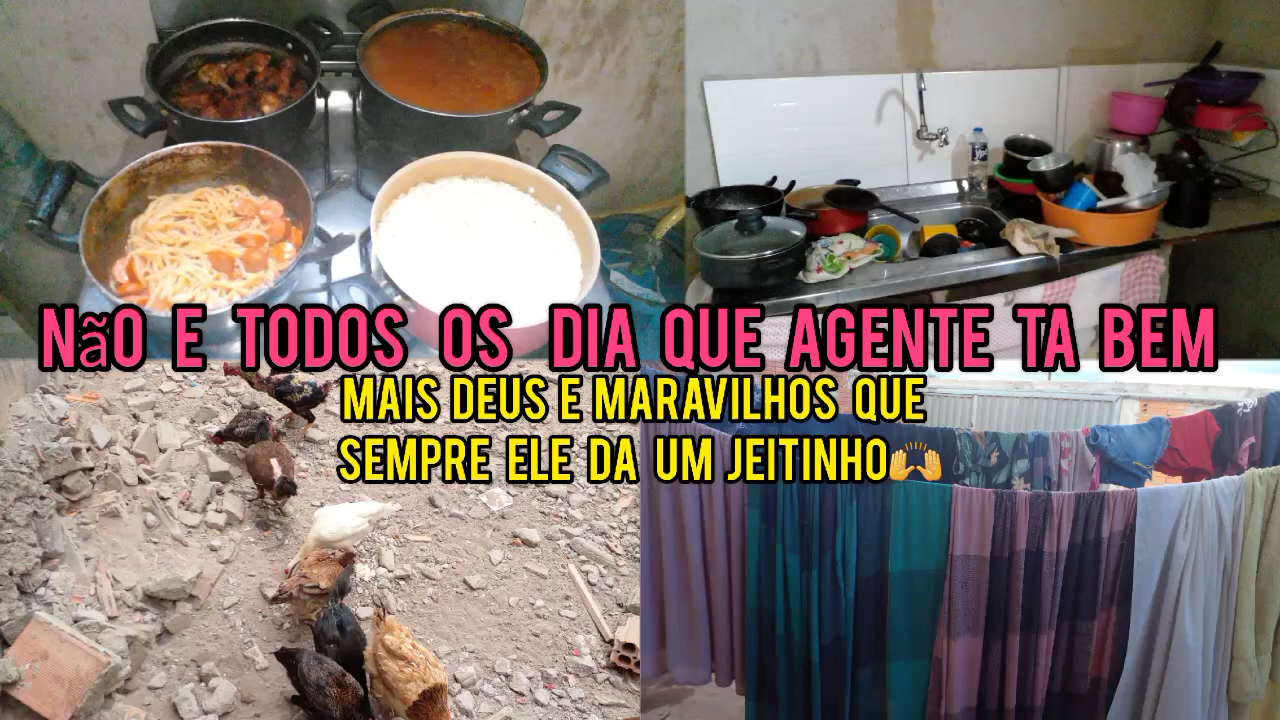 NãO E TODOS OS DIA QUE AGENTE TA BEM
MAIS DEUS E MARAVILHOS QUE
SEMPRE ELE DA UM JEITINHO🙌